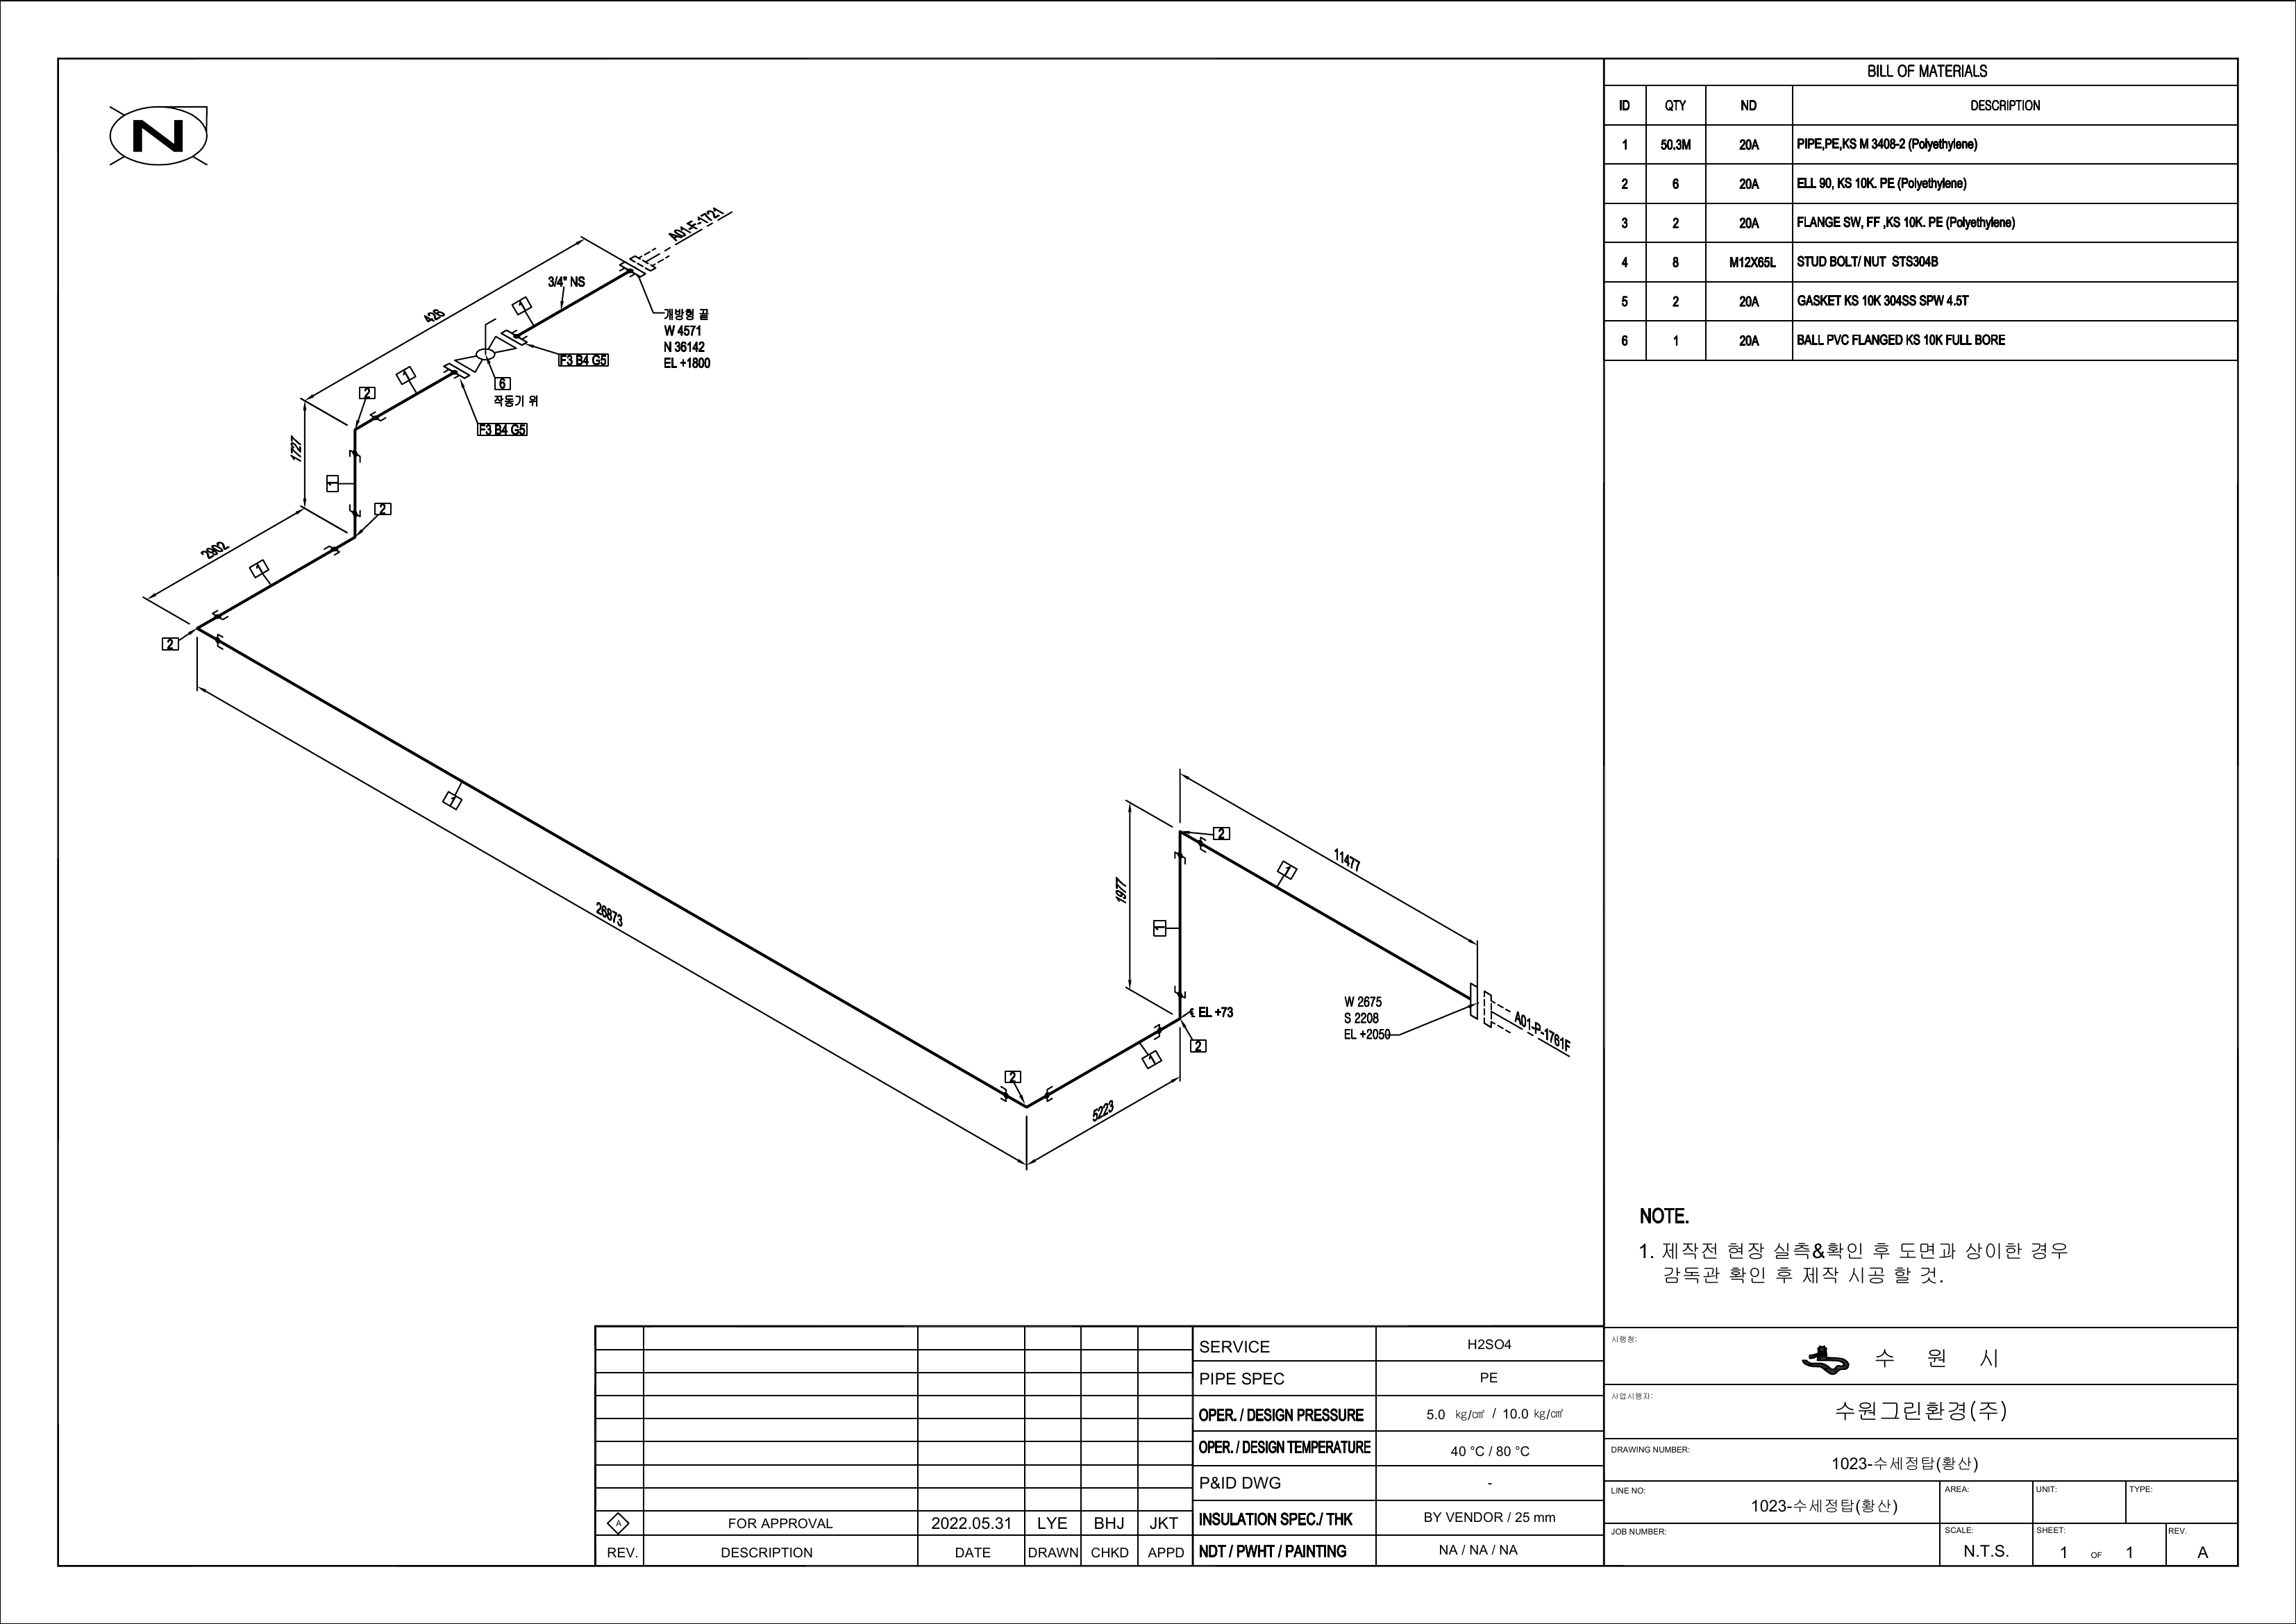 N
A01-F-1721
3/4" NS
1
426
개방형 끝
W 4571
N 36142
EL +1800
F3 B4 G5
1
6
작동기 위
2
F3 B4 G5
1727
1
2
2902
1
2
1
26873
2
11477
1
1977
1
W 2675
S 2208
EL +2050
EL +73
A01-P-1761F
2
1
2
5223
BILL OF MATERIALS
ID QTY ND DESCRIPTION
1 50.3M 20A PIPE,PE,KS M 3408-2 (Polyethylene)
2 6 20A ELL 90, KS 10K. PE (Polyethylene)
3 2 20A FLANGE SW, FF ,KS 10K. PE (Polyethylene)
4 8 M12X65L STUD BOLT/ NUT STS304B
5 2 20A GASKET KS 10K 304SS SPW 4.5T
6 1 20A BALL PVC FLANGED KS 10K FULL BORE
NOTE.
1. 제작전 현장 실측&확인 후 도면과 상이한 경우
감독관 확인 후 제작 시공 할 것.
A FOR APPROVAL 2022.05.31 LYE BHJ JKT
REV. DESCRIPTION DATE DRAWN CHKD APPD
SERVICE H2SO4
PIPE SPEC PE
OPER. / DESIGN PRESSURE 5.0 ㎏/㎠ / 10.0 ㎏/㎠
OPER. / DESIGN TEMPERATURE 40 °C / 80 °C
P&ID DWG -
INSULATION SPEC./ THK BY VENDOR / 25 mm
NDT / PWHT / PAINTING NA / NA / NA
시행청:
수 원 시
사업시행자:
수원그린환경(주)
DRAWING NUMBER:
1023-수세정탑(황산)
LINE NO: AREA: UNIT: TYPE:
1023-수세정탑(황산)
JOB NUMBER: SCALE: SHEET: REV.
N.T.S. 1 OF 1 A